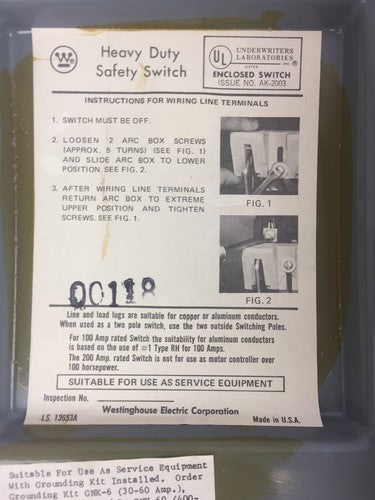 W
Heavy Duty
Safety Switch
UL
UNDERWRITERS
LABORATORIES
INC.®
LISTED
ENCLOSED SWITCH
ISSUE NO. AK-2003
INSTRUCTIONS FOR WIRING LINE TERMINALS
1. SWITCH MUST BE OFF.
2. LOOSEN 2 ARC BOX SCREWS
(APPROX. 5 TURNS) (SEE FIG. 1)
AND SLIDE ARC BOX TO LOWER
POSITION. SEE FIG. 2.
3. AFTER WIRING LINE TERMINALS
RETURN ARC BOX TO EXTREME
UPPER POSITION AND TIGHTEN
SCREWS. SEE FIG. 1.
FIG. 1
FIG. 2
00118
Line and load logs are suitable for copper or aluminum conductors.
When used as a two pole switch, use the two outside Switching Poles.
For 100 Amp rated Switch the suitability for aluminum conductors
is based on the use of =1 Type RH for 100 Amps.
The 200 Amp. rated Switch is not for use as motor controller over
100 horsepower.
SUITABLE FOR USE AS SERVICE EQUIPMENT
Inspection No.
Westinghouse Electric Corporation
I.S. 13653A
Made in U.S.A.
Suitable For Use As Service Equipment
With Grounding Kit Installed. Order
Grounding Kit GNK-6 (30-60 Amp.),